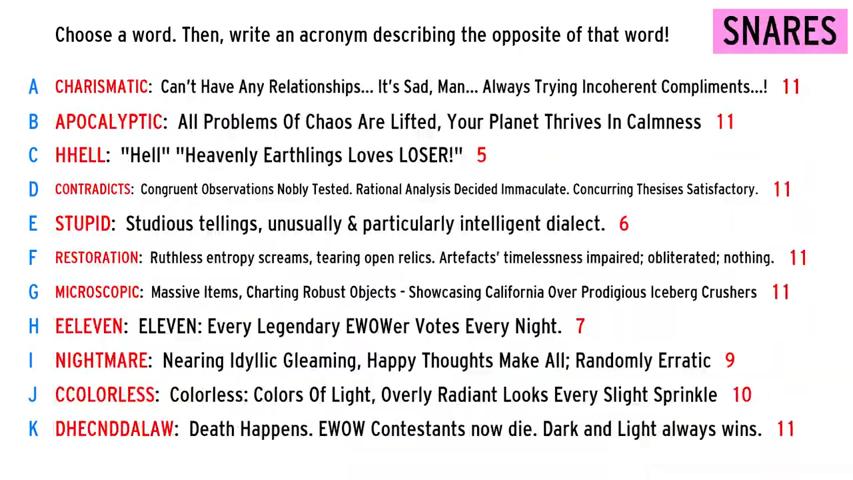 Choose a word. Then, write an acronym describing the opposite of that word!
SNARES
A CHARISMATIC: Can't Have Any Relationships... It's Sad, Man... Always Trying Incoherent Compliments...! 11
B APOCALYPTIC: All Problems Of Chaos Are Lifted, Your Planet Thrives In Calmness 11
C HHELL: "Hell" "Heavenly Earthlings Loves LOSER!" 5
D CONTRADICTS: Congruent Observations Nobly Tested. Rational Analysis Decided Immaculate. Concurring Thesises Satisfactory. 11
E STUPID: Studious tellings, unusually & particularly intelligent dialect. 6
F RESTORATION: Ruthless entropy screams, tearing open relics. Artefacts' timelessness impaired; obliterated; nothing. 11
G MICROSCOPIC: Massive Items, Charting Robust Objects - Showcasing California Over Prodigious Iceberg Crushers 11
H EELEVEN: ELEVEN: Every Legendary EWOWer Votes Every Night. 7
I NIGHTMARE: Nearing Idyllic Gleaming, Happy Thoughts Make All; Randomly Erratic 9
J CCOLORLESS: Colorless: Colors Of Light, Overly Radiant Looks Every Slight Sprinkle 10
K DHECNDDALAW: Death Happens. EWOW Contestants now die. Dark and Light always wins. 11